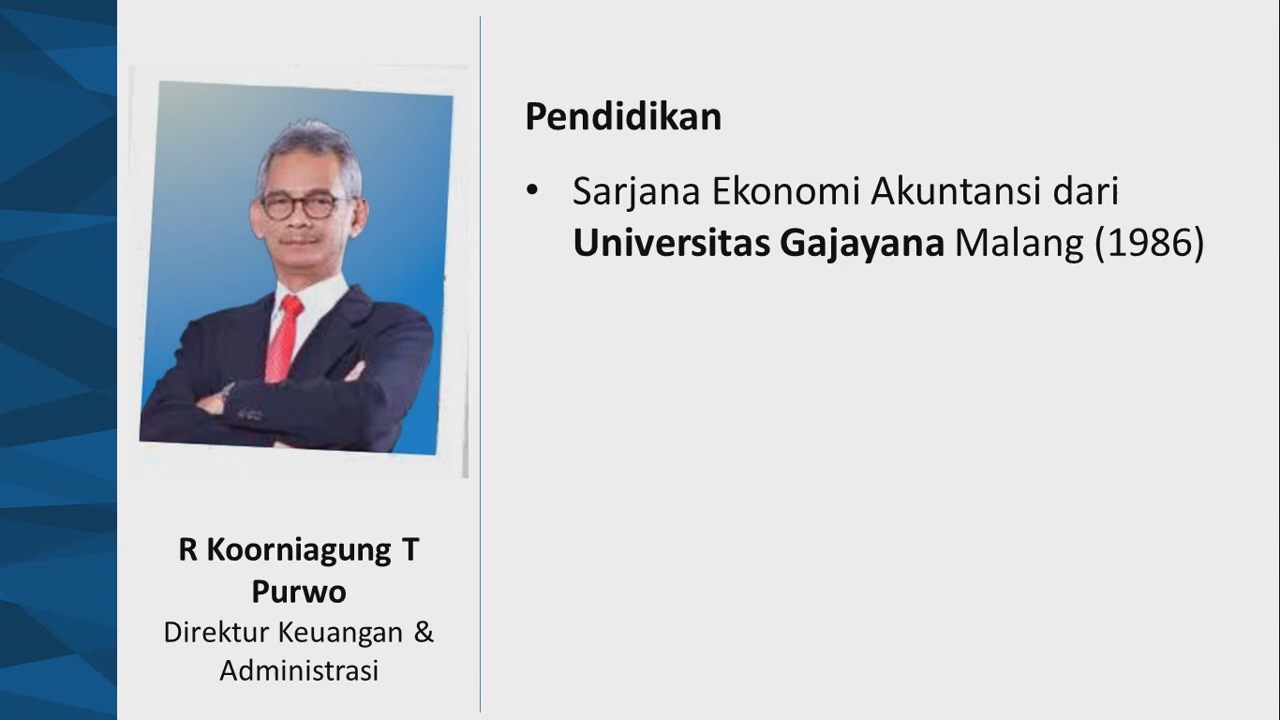 Pendidikan
• Sarjana Ekonomi Akuntansi dari
Universitas Gajayana Malang (1986)
R Koorniagung T
Purwo
Direktur Keuangan &
Administrasi